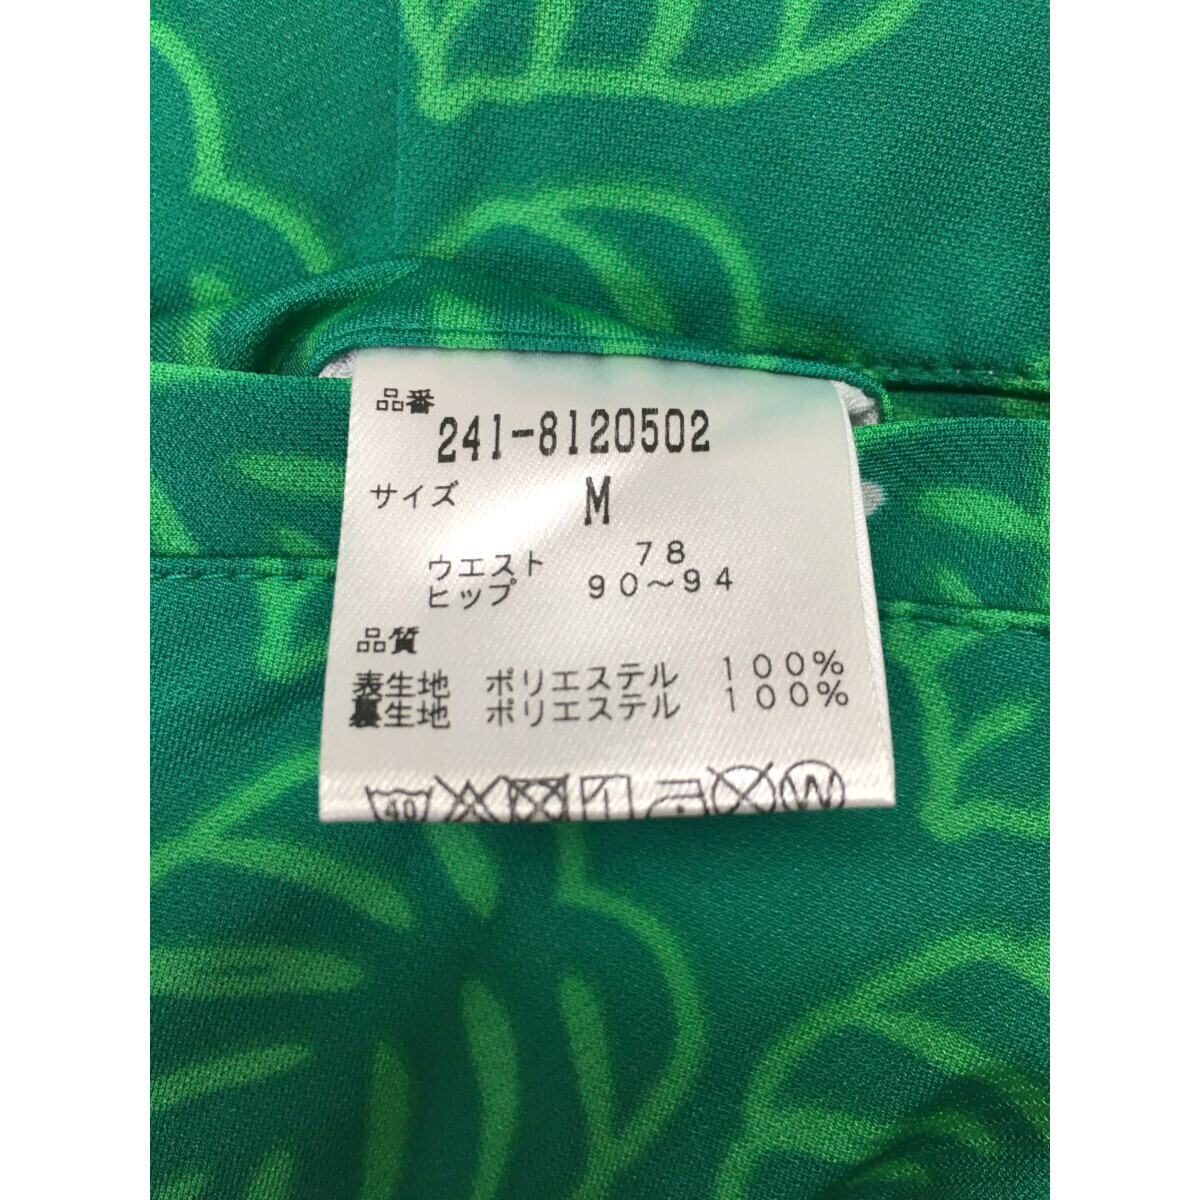 品番
241-8120502
サイズ M
ウエスト 78
ヒップ 90～94
品質
表生地 ポリエステル 100%
裏生地 ポリエステル 100%
40 W